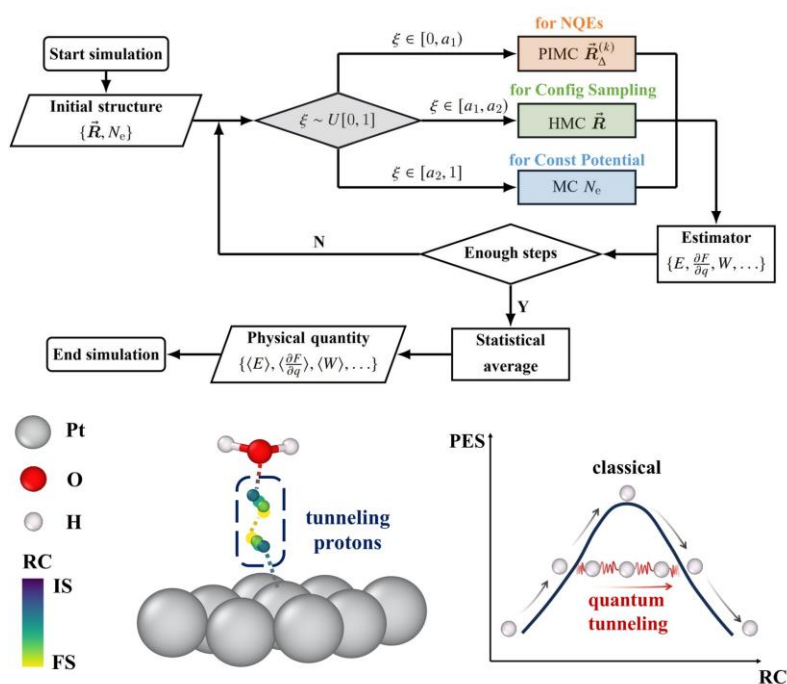 Start simulation
Initial structure
{R⃗, Nₑ}
ξ ∼ U[0, 1]
ξ ∈ [0, a₁)
ξ ∈ [a₁, a₂)
ξ ∈ [a₂, 1]
for NQEs
PIMC R⃗_Δ^(k)
for Config Sampling
HMC R⃗
for Const Potential
MC Nₑ
Estimator
{E, ∂F/∂q, W, …}
Enough steps
N
Y
Statistical
average
Physical quantity
{⟨E⟩, ⟨∂F/∂q⟩, ⟨W⟩, …}
End simulation
Pt
O
H
RC
IS
FS
tunneling
protons
PES
classical
quantum
tunneling
RC